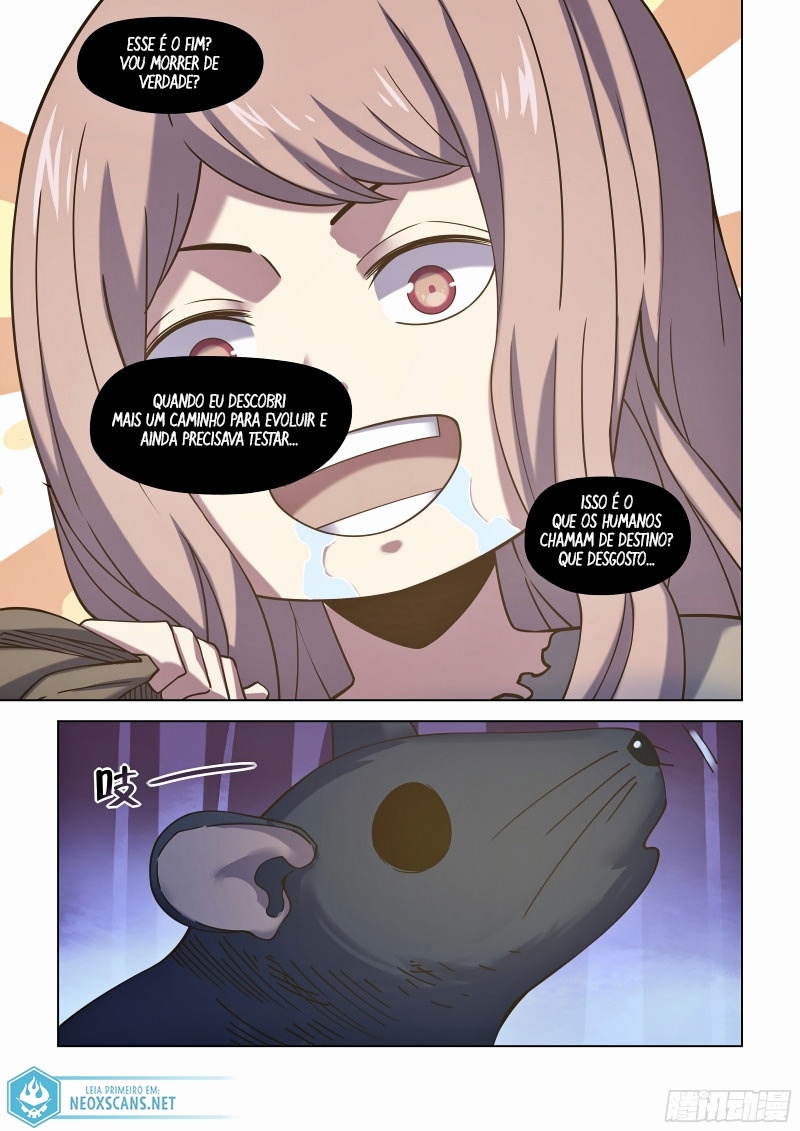 ESSE É O FIM?
VOU MORRER DE
VERDADE?
QUANDO EU DESCOBRI
MAIS UM CAMINHO PARA EVOLUIR E
AINDA PRECISAVA TESTAR...
ISSO É O
QUE OS HUMANOS
CHAMAM DE DESTINO?
QUE DESGOSTO...
吱
LEIA PRIMEIRO EM:
NEOXSCANS.NET
腾讯动漫